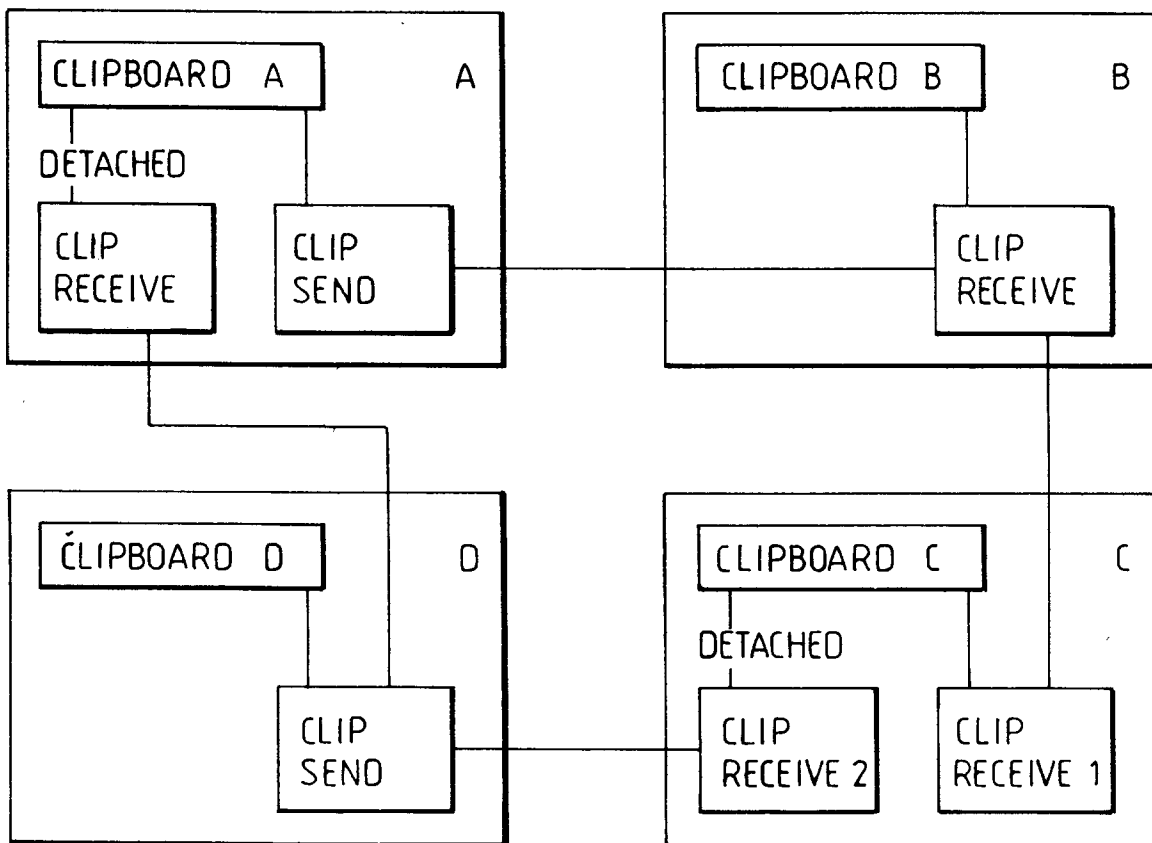 CLIPBOARD A
A
DETACHED
CLIP
RECEIVE
CLIP
SEND
CLIPBOARD B
B
CLIP
RECEIVE
CLIPBOARD D
D
CLIP
SEND
CLIPBOARD C
C
DETACHED
CLIP
RECEIVE 2
CLIP
RECEIVE 1